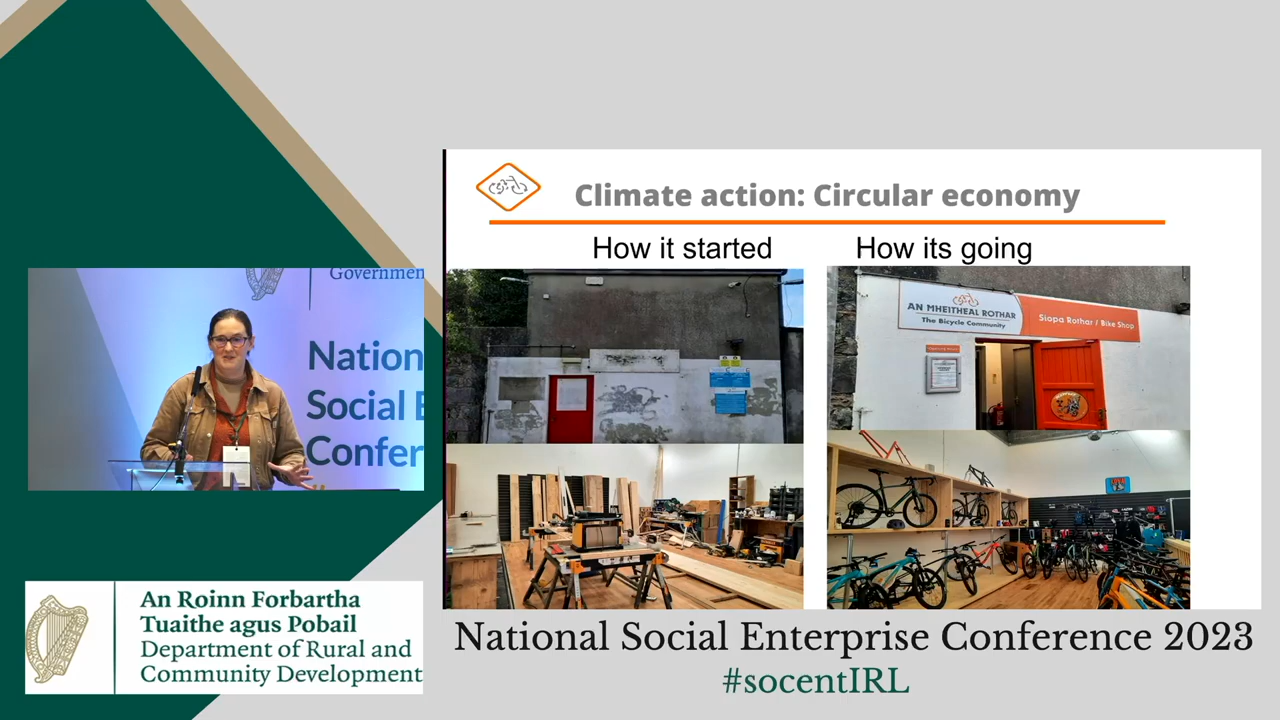 Governmen
Nation
Social E
Confer
An Roinn Forbartha
Tuaithe agus Pobail
Department of Rural and
Community Development
Climate action: Circular economy
How it started
How its going
AN MHEITHEAL ROTHAR
The Bicycle Community
Siopa Rothar / Bike Shop
National Social Enterprise Conference 2023
#socentIRL